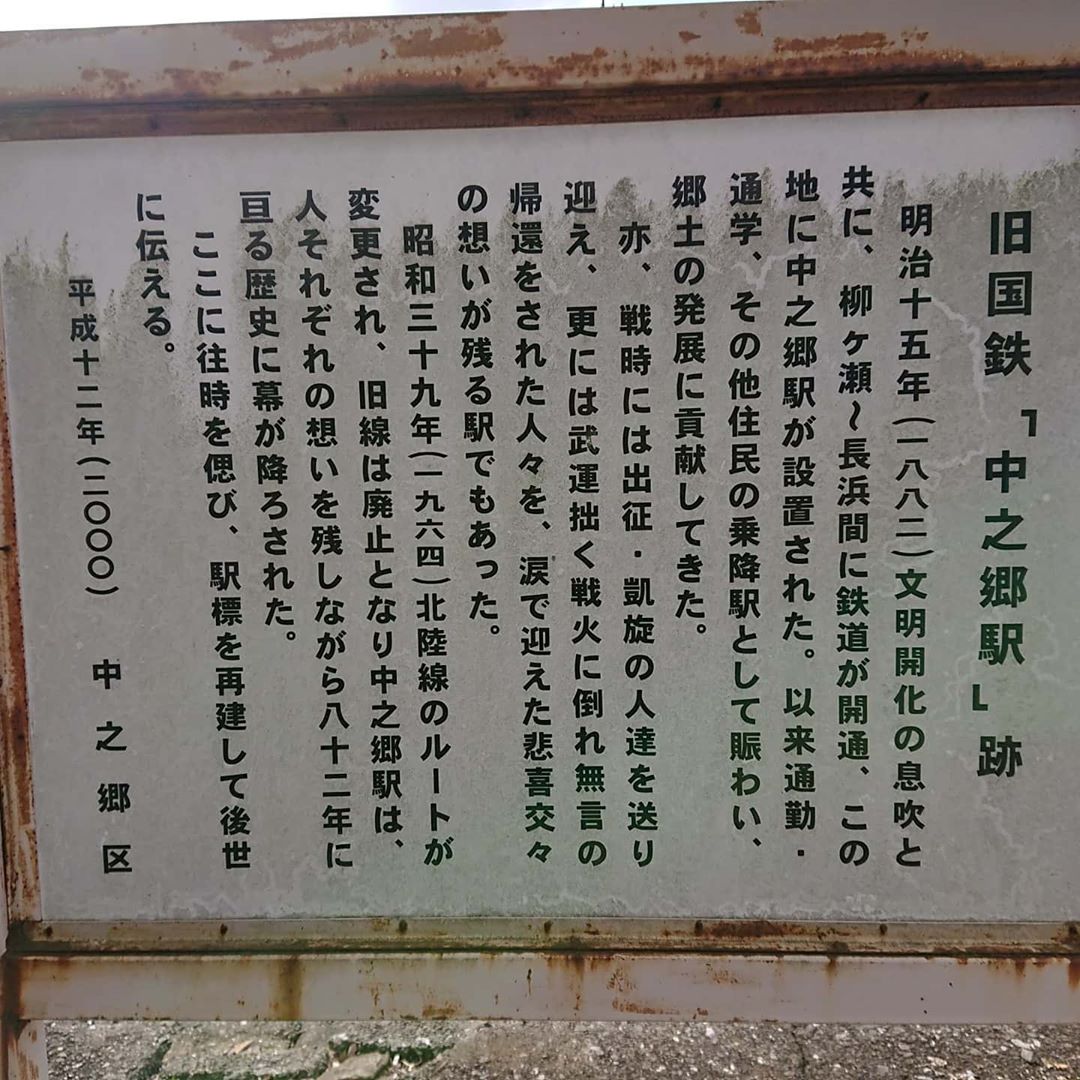 旧国鉄「中之郷駅」跡
明治十五年(一八八二)文明開化の息吹と
共に、柳ヶ瀬～長浜間に鉄道が開通、この
地に中之郷駅が設置された。以来通勤・
通学、その他住民の乗降駅として賑わい、
郷土の発展に貢献してきた。
亦、戦時には出征・凱旋の人達を送り
迎え、更には武運拙く戦火に倒れ無言の
帰還をされた人々を、涙で迎えた悲喜交々
の想いが残る駅でもあった。
昭和三十九年(一九六四)北陸線のルートが
変更され、旧線は廃止となり中之郷駅は、
人それぞれの想いを残しながら八十二年に
亘る歴史に幕が降ろされた。
ここに往時を偲び、駅標を再建して後世
に伝える。
平成十二年(二〇〇〇) 中之郷区